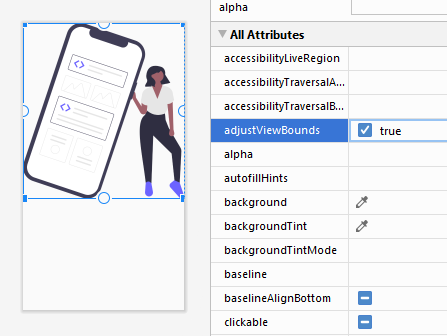 alpha
All Attributes
accessibilityLiveRegion
accessibilityTraversalA...
accessibilityTraversalB...
adjustViewBounds true
alpha
autofillHints
background
backgroundTint
backgroundTintMode
baseline
baselineAlignBottom
clickable